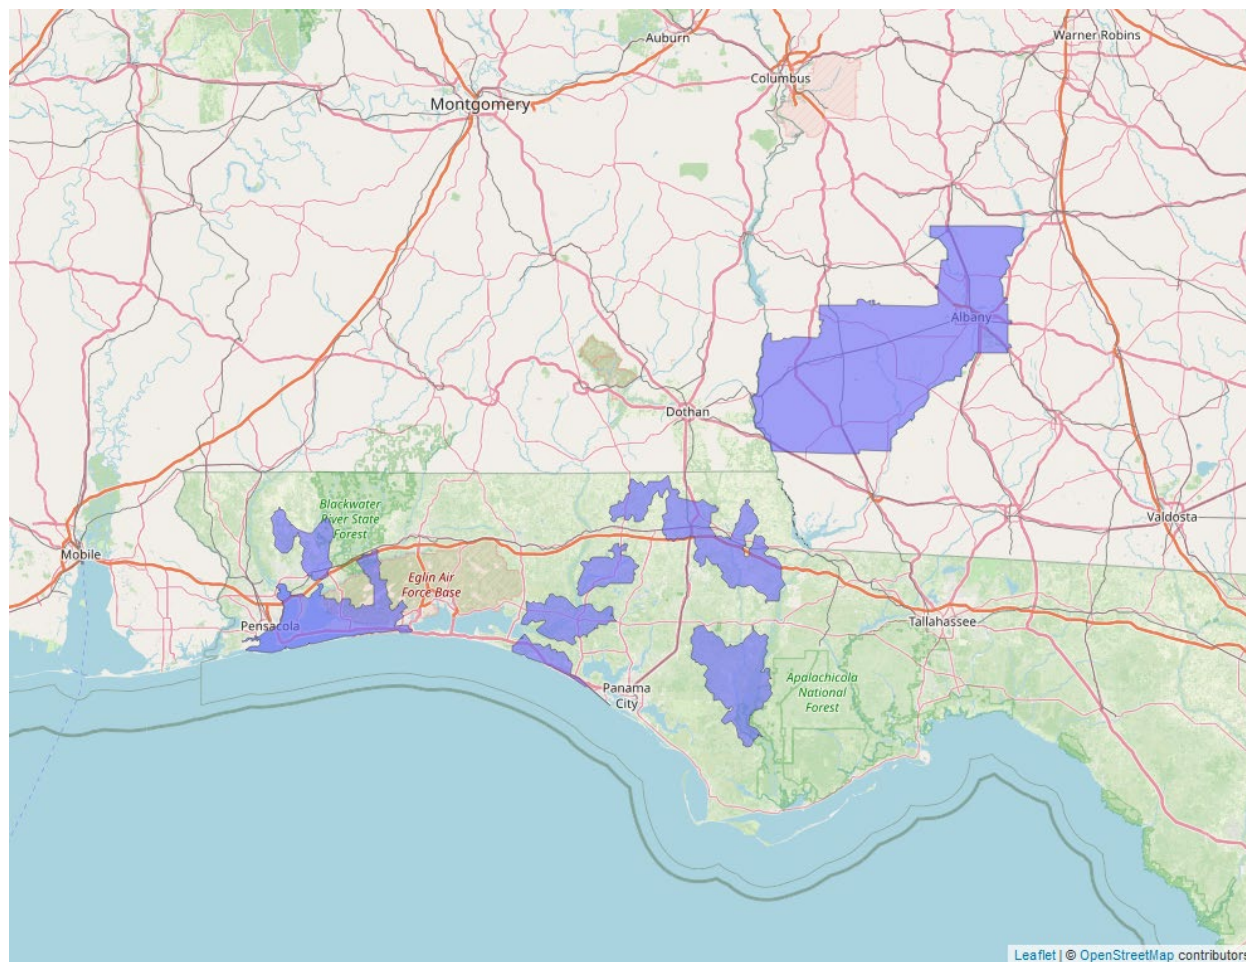 Auburn
Warner Robins
Columbus
Montgomery
Albany
Dothan
Blackwater
River State
Forest
Valdosta
Mobile
Eglin Air
Force Base
Pensacola
Tallahassee
Apalachicola
National
Forest
Panama
City
Leaflet | © OpenStreetMap contributors